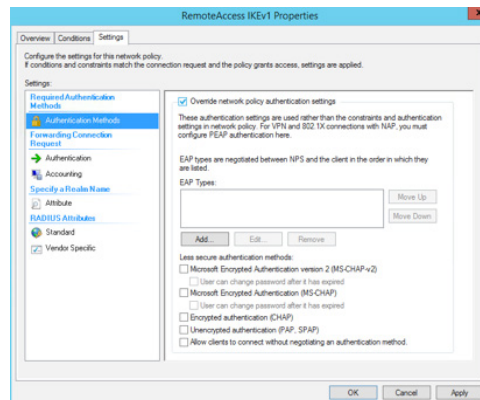 RemoteAccess IKEv1 Properties
Overview Conditions Settings
Configure the settings for this network policy.
If conditions and constraints match the connection request and the policy grants access, settings are applied.
Settings:
Required Authentication
Methods
Authentication Methods
Forwarding Connection
Request
Authentication
Accounting
Specify a Realm Name
Attribute
RADIUS Attributes
Standard
Vendor Specific
Override network policy authentication settings
These authentication settings are used rather than the constraints and authentication
settings in network policy. For VPN and 802.1X connections with NAP, you must
configure PEAP authentication here.
EAP types are negotiated between NPS and the client in the order in which they
are listed.
EAP Types:
Move Up
Move Down
Add... Edit... Remove
Less secure authentication methods:
Microsoft Encrypted Authentication version 2 (MS-CHAP-v2)
User can change password after it has expired
Microsoft Encrypted Authentication (MS-CHAP)
User can change password after it has expired
Encrypted authentication (CHAP)
Unencrypted authentication (PAP, SPAP)
Allow clients to connect without negotiating an authentication method.
OK Cancel Apply